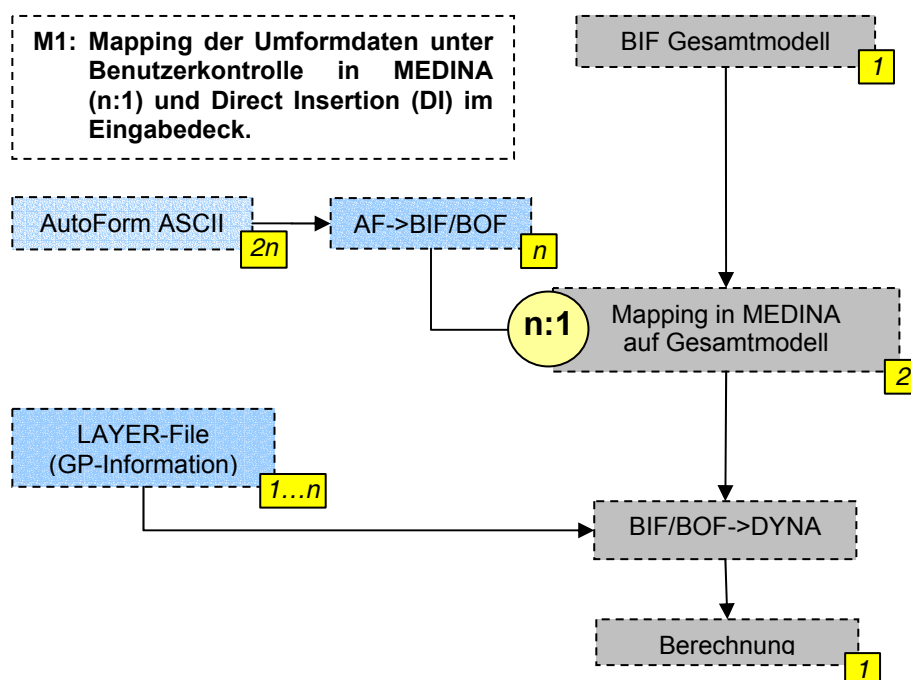 M1: Mapping der Umformdaten unter
Benutzerkontrolle in MEDINA
(n:1) und Direct Insertion (DI) im
Eingabedeck.
BIF Gesamtmodell
1
AutoForm ASCII
2n
AF->BIF/BOF
n
n:1
Mapping in MEDINA
auf Gesamtmodell
2
LAYER-File
(GP-Information)
1…n
BIF/BOF->DYNA
Berechnung
1